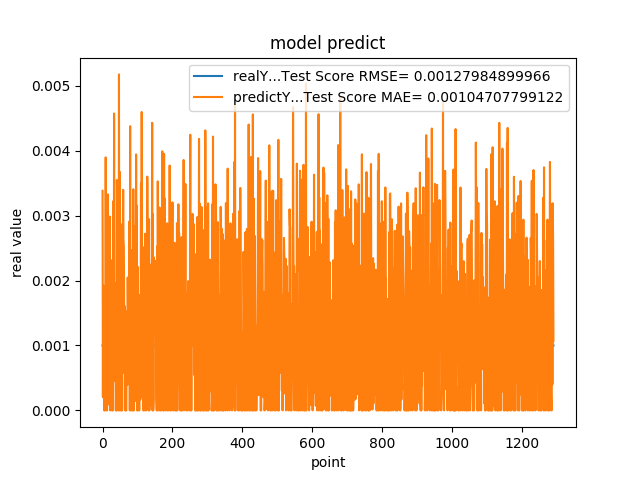 model predict
realY...Test Score RMSE= 0.00127984899966
predictY...Test Score MAE= 0.00104707799122
real value
0.005
0.004
0.003
0.002
0.001
0.000
0 200 400 600 800 1000 1200
point